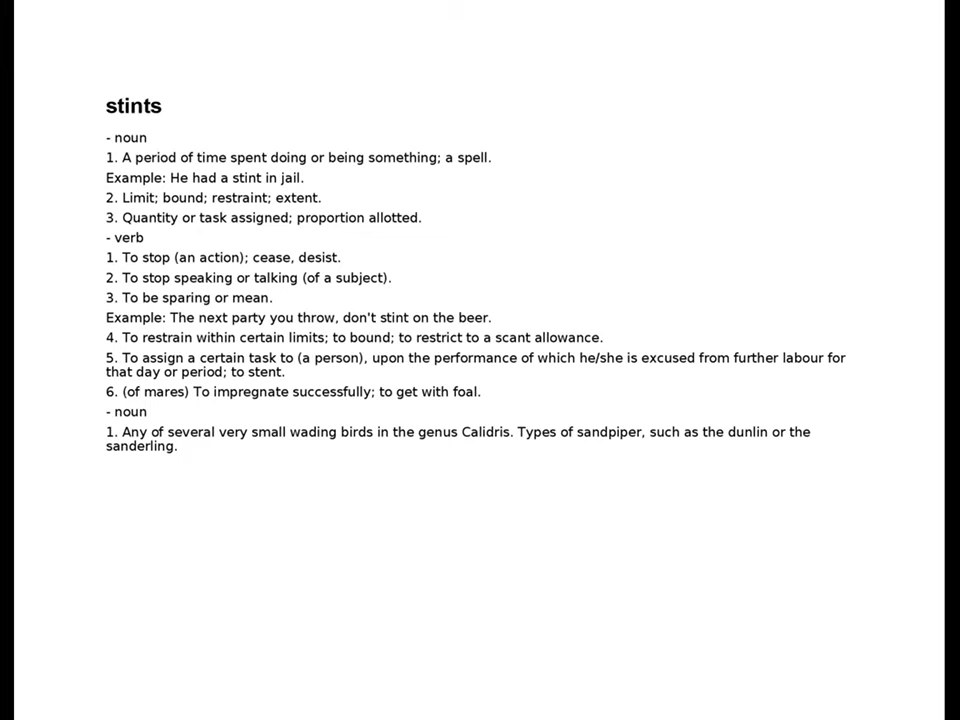 stints
- noun
1. A period of time spent doing or being something; a spell.
Example: He had a stint in jail.
2. Limit; bound; restraint; extent.
3. Quantity or task assigned; proportion allotted.
- verb
1. To stop (an action); cease, desist.
2. To stop speaking or talking (of a subject).
3. To be sparing or mean.
Example: The next party you throw, don't stint on the beer.
4. To restrain within certain limits; to bound; to restrict to a scant allowance.
5. To assign a certain task to (a person), upon the performance of which he/she is excused from further labour for
that day or period; to stent.
6. (of mares) To impregnate successfully; to get with foal.
- noun
1. Any of several very small wading birds in the genus Calidris. Types of sandpiper, such as the dunlin or the
sanderling.